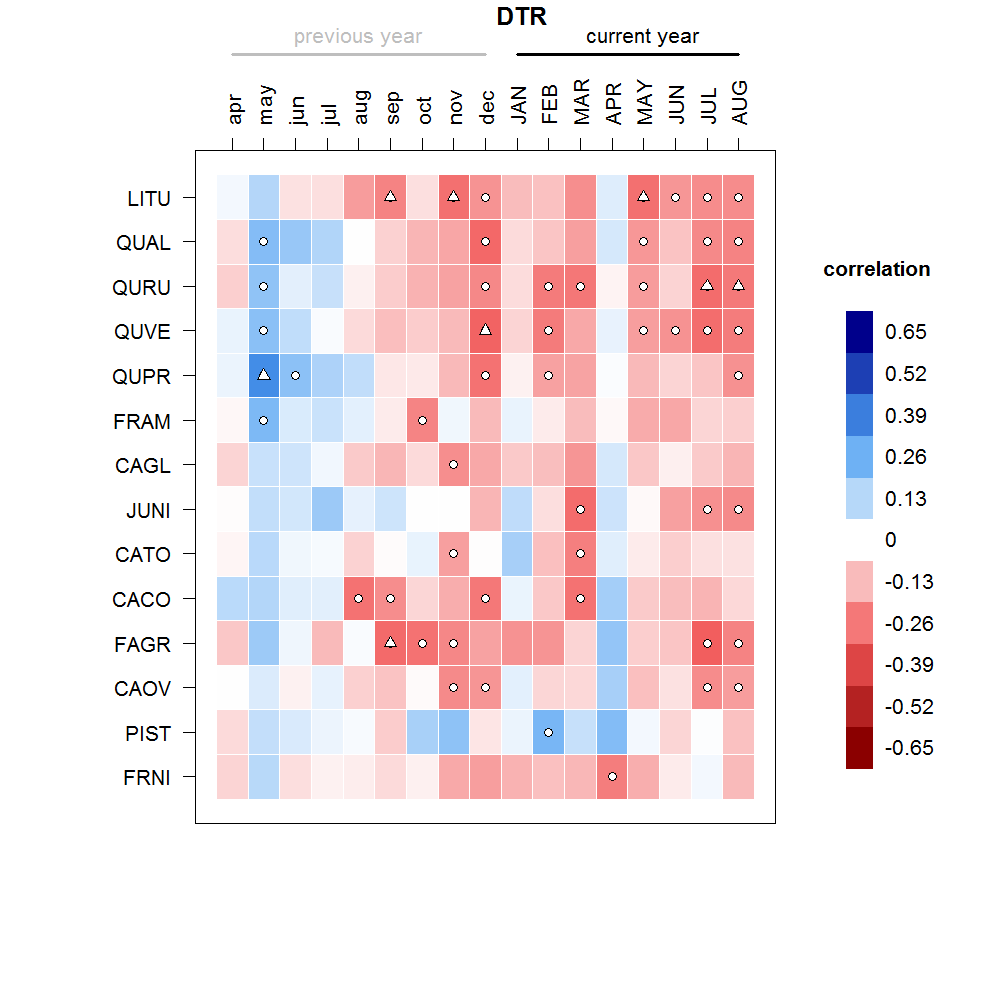 DTR
previous year
current year
apr may jun jul aug sep oct nov dec JAN FEB MAR APR MAY JUN JUL AUG
LITU
QUAL
QURU
QUVE
QUPR
FRAM
CAGL
JUNI
CATO
CACO
FAGR
CAOV
PIST
FRNI
correlation
0.65
0.52
0.39
0.26
0.13
0
-0.13
-0.26
-0.39
-0.52
-0.65